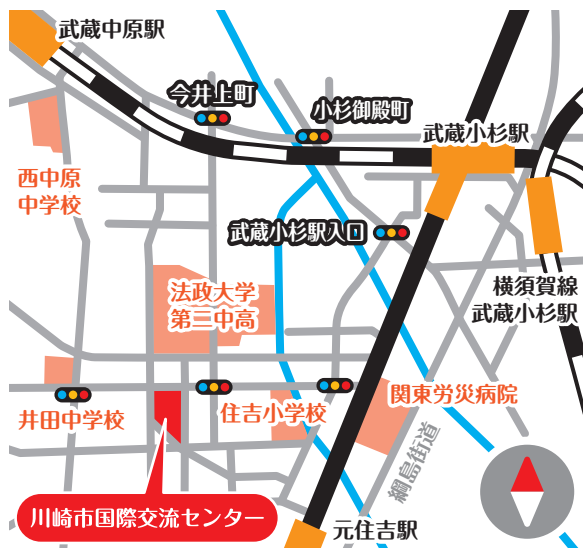 武蔵中原駅
今井上町
小杉御殿町
武蔵小杉駅
西中原
中学校
武蔵小杉駅入口
横須賀線
武蔵小杉駅
法政大学
第二中高
関東労災病院
井田中学校
住吉小学校
綱島街道
川崎市国際交流センター
元住吉駅